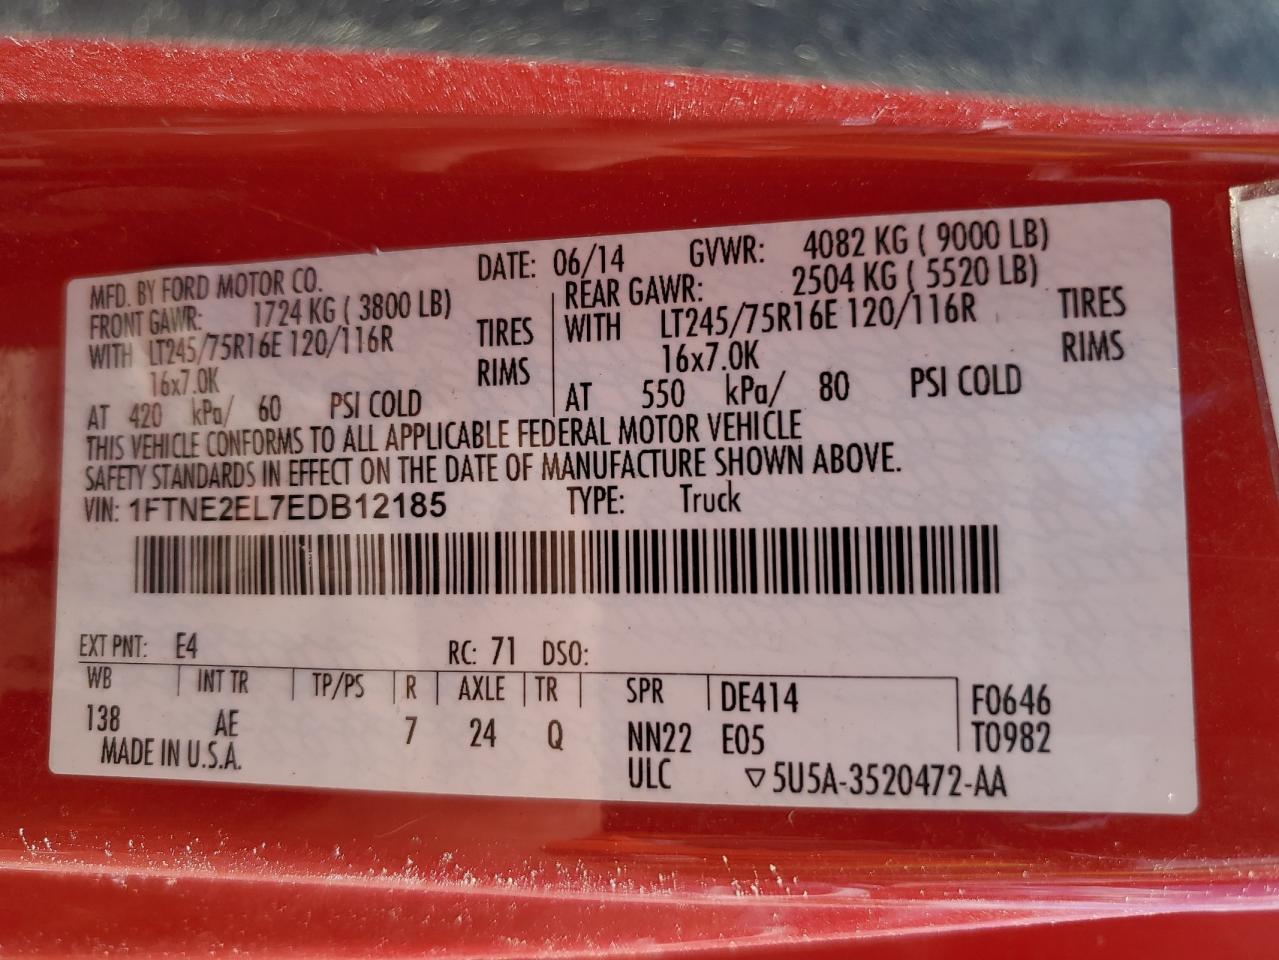 MFD. BY FORD MOTOR CO. DATE: 06/14 GVWR: 4082 KG ( 9000 LB)
FRONT GAWR: 1724 KG ( 3800 LB)
WITH LT245/75R16E 120/116R TIRES
16x7.0K RIMS
AT 420 kPa/ 60 PSI COLD
REAR GAWR: 2504 KG ( 5520 LB)
WITH LT245/75R16E 120/116R TIRES
16x7.0K RIMS
AT 550 kPa/ 80 PSI COLD
THIS VEHICLE CONFORMS TO ALL APPLICABLE FEDERAL MOTOR VEHICLE
SAFETY STANDARDS IN EFFECT ON THE DATE OF MANUFACTURE SHOWN ABOVE.
VIN: 1FTNE2EL7EDB12185 TYPE: Truck
EXT PNT: E4 RC: 71 DSO:
WB INT TR TP/PS R AXLE TR SPR DE414 F0646
138 AE 7 24 Q NN22 E05 T0982
MADE IN U.S.A. ULC ▽5U5A-3520472-AA